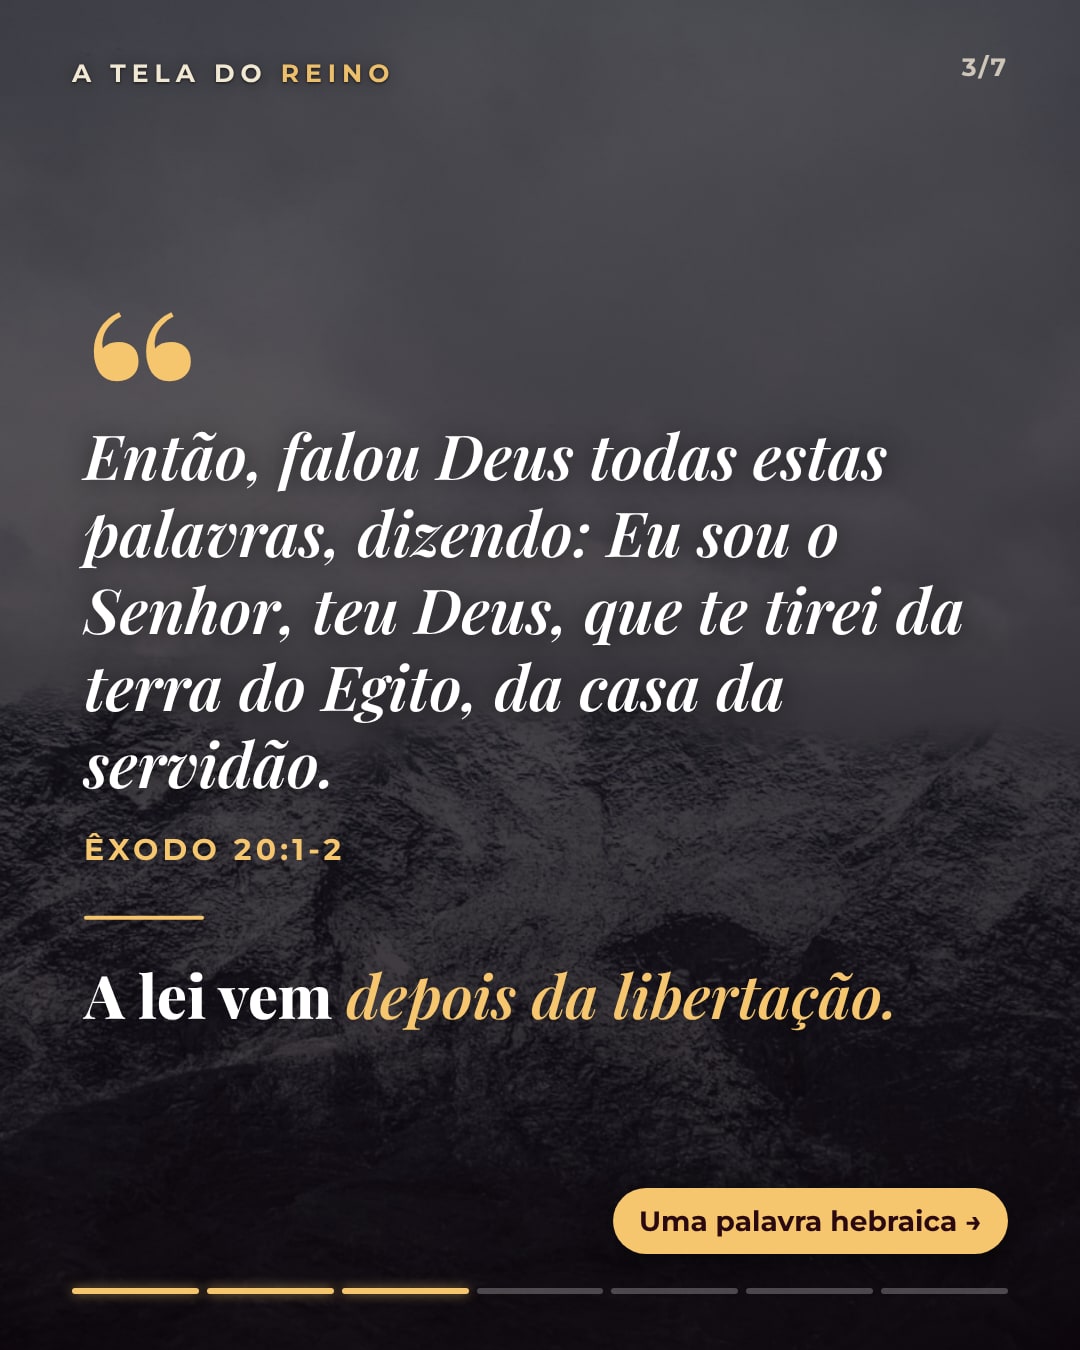 A TELA DO REINO
3/7
“
Então, falou Deus todas estas
palavras, dizendo: Eu sou o
Senhor, teu Deus, que te tirei da
terra do Egito, da casa da
servidão.
ÊXODO 20:1-2
A lei vem depois da libertação.
Uma palavra hebraica →